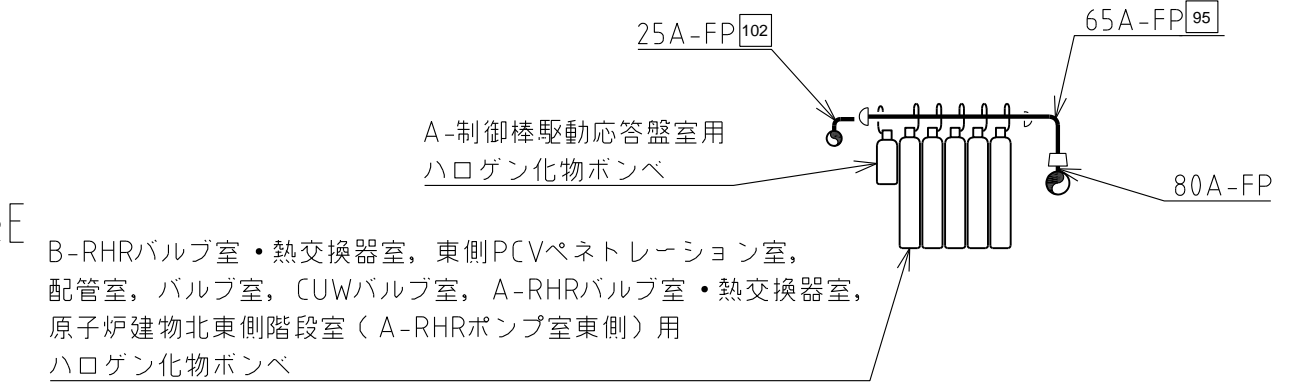 25A-FP 102
65A-FP 95
A-制御棒駆動応答盤室用
ハロゲン化物ボンベ
80A-FP
E
B-RHRバルブ室・熱交換器室，東側PCVペネトレーション室，
配管室，バルブ室，CUWバルブ室，A-RHRバルブ室・熱交換器室，
原子炉建物北東側階段室（A-RHRポンプ室東側）用
ハロゲン化物ボンベ